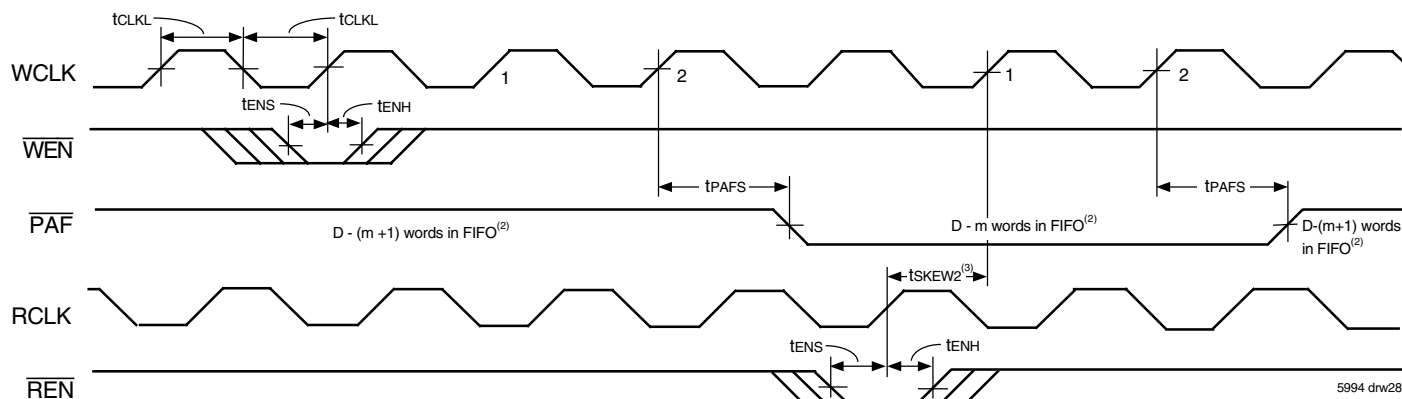 tCLKL tCLKL
WCLK 1 2 1 2
tENS tENH
WEN
tPAFS tPAFS
PAF
D - (m +1) words in FIFO(2) D - m words in FIFO(2) D-(m+1) words
in FIFO(2)
tSKEW2(3)
RCLK
tENS tENH
REN
5994 drw28